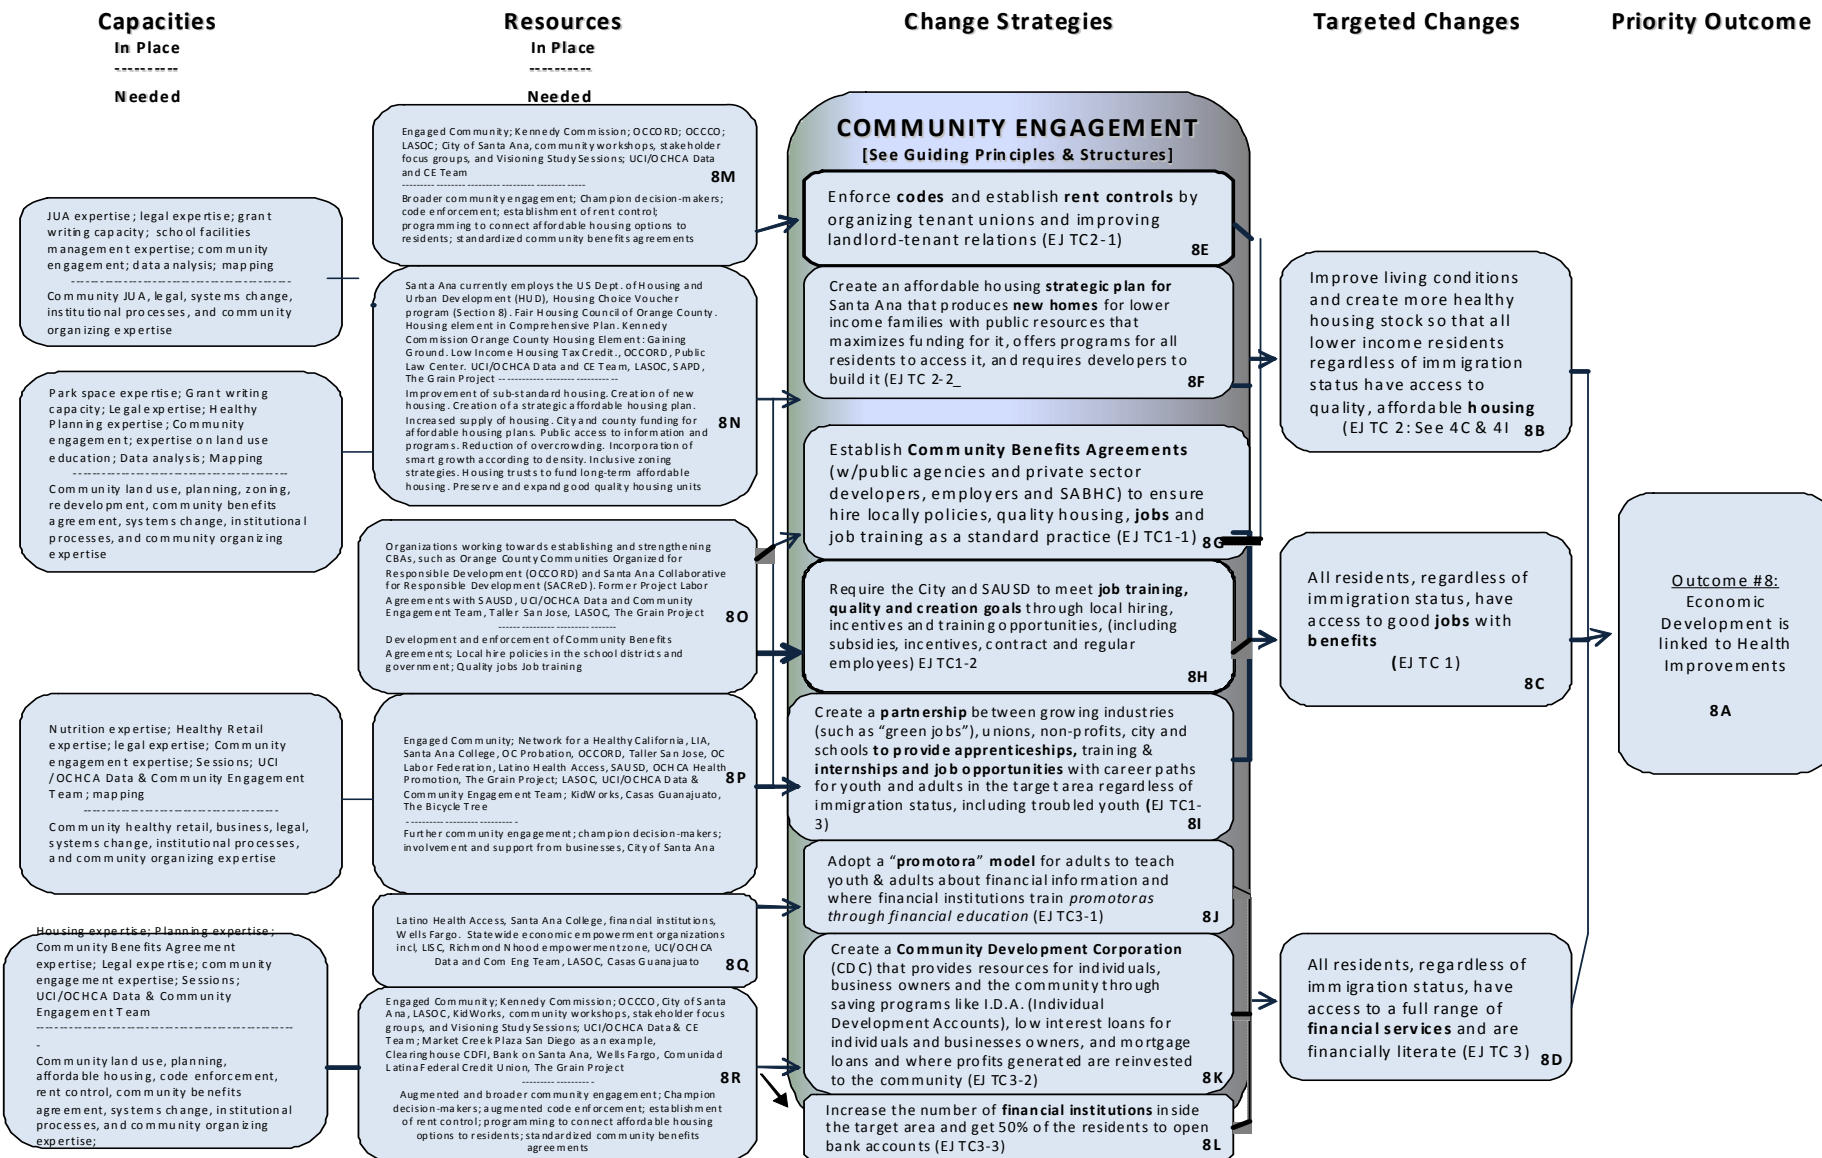 Capacities
In Place
----------
Needed
Resources
In Place
----------
Needed
Change Strategies
Targeted Changes
Priority Outcome
JUA expertise; legal expertise; grant
writing capacity; school facilities
management expertise; community
engagement; data analysis; mapping
----------------------------------------------
Community JUA, legal, systems change,
institutional processes, and community
organizing expertise
Park space expertise; Grant writing
capacity; Legal expertise; Healthy
Planning expertise; Community
engagement; expertise on land use
education; Data analysis; Mapping
----------------------------------------------
Community land use, planning, zoning,
redevelopment, community benefits
agreement, systems change, institutional
processes, and community organizing
expertise
Nutrition expertise; Healthy Retail
expertise; legal expertise; Community
engagement expertise; Sessions; UCI
/OCHCA Data & Community Engagement
Team; mapping
------------------------------------------
Community healthy retail, business, legal,
systems change, institutional processes,
and community organizing expertise
Housing expertise; Planning expertise;
Community Benefits Agreement
expertise; Legal expertise; community
engagement expertise; Sessions;
UCI/OCHCA Data & Community
Engagement Team
------------------------------------------------------
-
Community land use, planning,
affordable housing, code enforcement,
rent control, community benefits
agreement, systems change, institutional
processes, and community organizing
expertise;
Engaged Community; Kennedy Commission; OCCORD; OCCCO;
LASOC; City of Santa Ana, community workshops, stakeholder
focus groups, and Visioning Study Sessions; UCI/OCHCA Data
and CE Team
8M
------------------------------------------
Broader community engagement; Champion decision-makers;
code enforcement; establishment of rent control;
programming to connect affordable housing options to
residents; standardized community benefits agreements
Santa Ana currently employs the US Dept. of Housing and
Urban Development (HUD), Housing Choice Voucher
program (Section 8). Fair Housing Council of Orange County.
Housing element in Comprehensive Plan. Kennedy
Commission Orange County Housing Element: Gaining
Ground. Low Income Housing Tax Credit., OCCORD, Public
Law Center. UCI/OCHCA Data and CE Team, LASOC, SAPD,
The Grain Project -----------------------------
Improvement of sub-standard housing. Creation of new
housing. Creation of a strategic affordable housing plan.
Increased supply of housing. City and county funding for
affordable housing plans. Public access to information and
programs. Reduction of overcrowding. Incorporation of
smart growth according to density. Inclusive zoning
strategies. Housing trusts to fund long-term affordable
housing. Preserve and expand good quality housing units
8N
Organizations working towards establishing and strengthening
CBAs, such as Orange County Communities Organized for
Responsible Development (OCCORD) and Santa Ana Collaborative
for Responsible Development (SACReD). Former Project Labor
Agreements with SAUSD, UCI/OCHCA Data and Community
Engagement Team, Taller San Jose, LASOC, The Grain Project
8O
----------------------------
Development and enforcement of Community Benefits
Agreements; Local hire policies in the school districts and
government; Quality jobs Job training
Engaged Community; Network for a Healthy California, LIA,
Santa Ana College, OC Probation, OCCORD, Taller San Jose, OC
Labor Federation, Latino Health Access, SAUSD, OCHCA Health
Promotion, The Grain Project; LASOC, UCI/OCHCA Data &
Community Engagement Team; KidWorks, Casas Guanajuato,
The Bicycle Tree
8P
---------------------------
Further community engagement; champion decision-makers;
involvement and support from businesses, City of Santa Ana
Latino Health Access, Santa Ana College, financial institutions,
Wells Fargo. Statewide economic empowerment organizations
incl, LISC, Richmond Nhood empowerment zone, UCI/OCHCA
Data and Com Eng Team, LASOC, Casas Guanajuato
8Q
Engaged Community; Kennedy Commission; OCCCO, City of Santa
Ana, LASOC, KidWorks, community workshops, stakeholder focus
groups, and Visioning Study Sessions; UCI/OCHCA Data & CE
Team; Market Creek Plaza San Diego as an example,
Clearinghouse CDFI, Bank on Santa Ana, Wells Fargo, Comunidad
Latina Federal Credit Union, The Grain Project
8R
------------------
Augmented and broader community engagement; Champion
decision-makers; augmented code enforcement; establishment
of rent control; programming to connect affordable housing
options to residents; standardized community benefits
agreements
COMMUNITY ENGAGEMENT
[See Guiding Principles & Structures]
Enforce codes and establish rent controls by
organizing tenant unions and improving
landlord-tenant relations (EJ TC2-1)
8E
Create an affordable housing strategic plan for
Santa Ana that produces new homes for lower
income families with public resources that
maximizes funding for it, offers programs for all
residents to access it, and requires developers to
build it (EJ TC 2-2_
8F
Establish Community Benefits Agreements
(w/public agencies and private sector
developers, employers and SABHC) to ensure
hire locally policies, quality housing, jobs and
job training as a standard practice (EJ TC1-1)
8G
Require the City and SAUSD to meet job training,
quality and creation goals through local hiring,
incentives and training opportunities, (including
subsidies, incentives, contract and regular
employees) EJ TC1-2
8H
Create a partnership between growing industries
(such as “green jobs”), unions, non-profits, city and
schools to provide apprenticeships, training &
internships and job opportunities with career paths
for youth and adults in the target area regardless of
immigration status, including troubled youth (EJ TC1-
3)
8I
Adopt a “promotora” model for adults to teach
youth & adults about financial information and
where financial institutions train promotoras
through financial education (EJ TC3-1)
8J
Create a Community Development Corporation
(CDC) that provides resources for individuals,
business owners and the community through
saving programs like I.D.A. (Individual
Development Accounts), low interest loans for
individuals and businesses owners, and mortgage
loans and where profits generated are reinvested
to the community (EJ TC3-2)
8K
Increase the number of financial institutions inside
the target area and get 50% of the residents to open
bank accounts (EJ TC3-3)
8L
Improve living conditions
and create more healthy
housing stock so that all
lower income residents
regardless of immigration
status have access to
quality, affordable housing
(EJ TC 2: See 4C & 4I
8B
All residents, regardless of
immigration status, have
access to good jobs with
benefits
(EJ TC 1)
8C
All residents, regardless of
immigration status, have
access to a full range of
financial services and are
financially literate (EJ TC 3)
8D
Outcome #8:
Economic
Development is
linked to Health
Improvements
8A